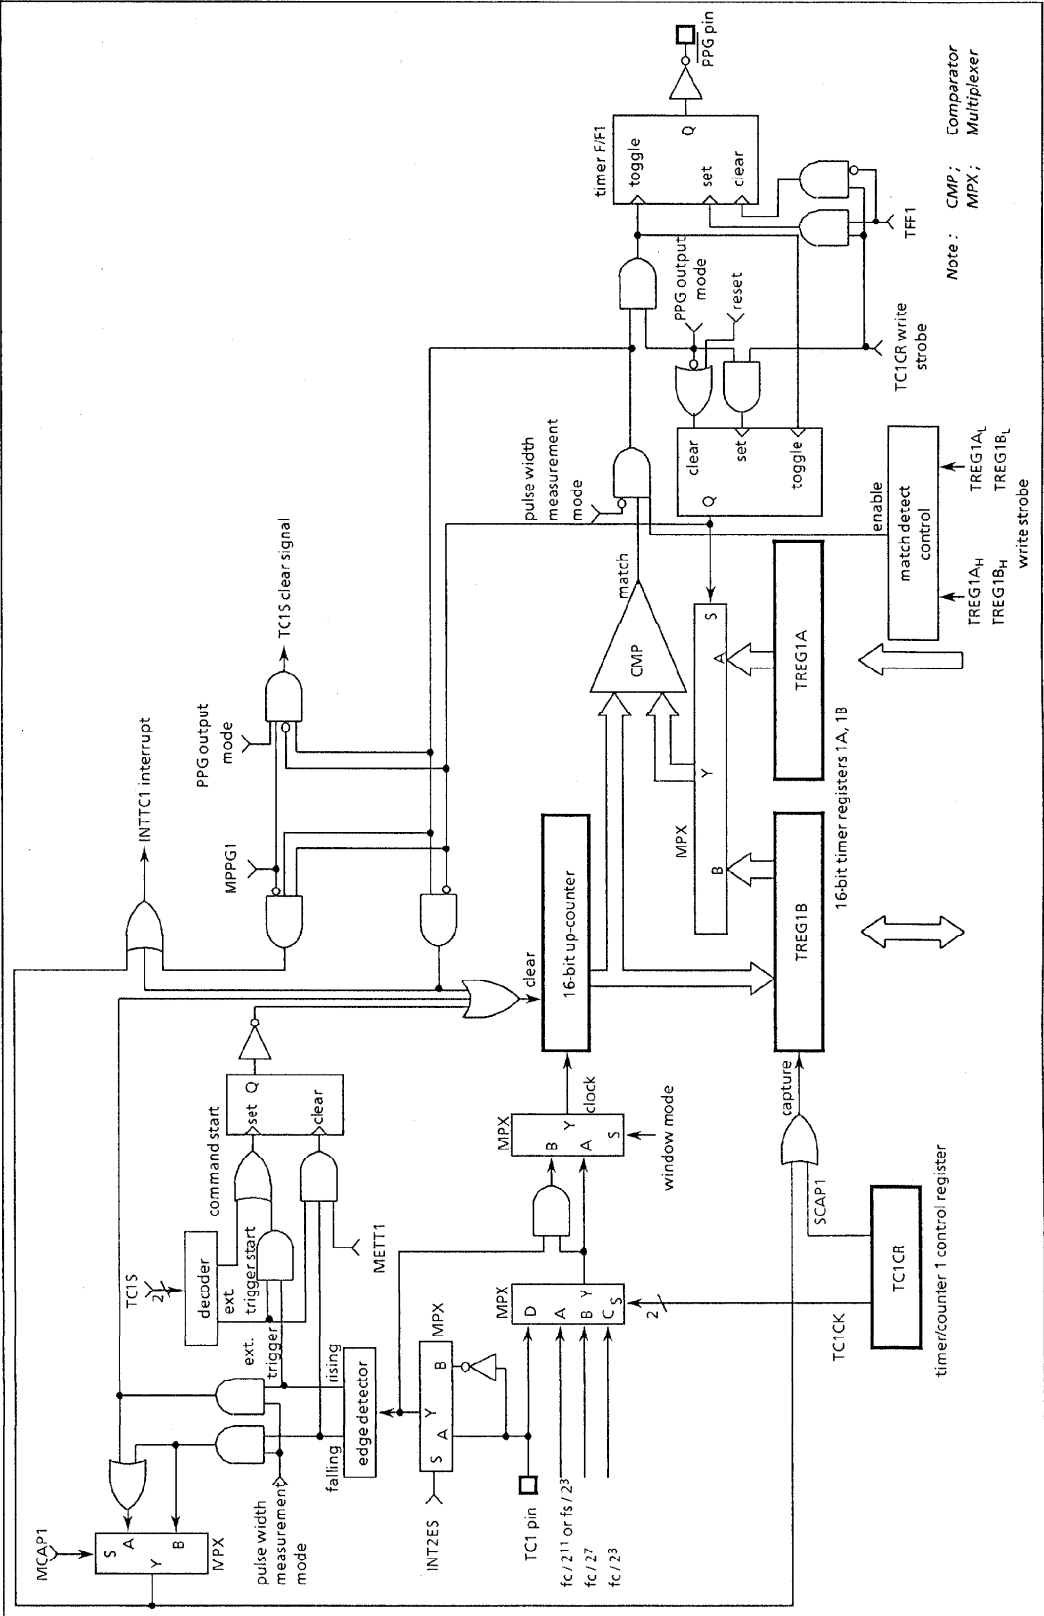 MCAP1
S
A
B
Y
MPX
pulse width
measurement
mode
TC1S
2
decoder
command start
ext
trigger start
ext.
trigger
set
Q
clear
METT1
falling
rising
edge detector
INT2ES
S
A
Y
B
MPX
TC1 pin
fc / 2¹¹ or fs / 2³
fc / 2⁷
fc / 2³
MPX
D
A
B
C
Y
S
2
TC1CK
MPX
B
A
Y
S
clock
window mode
TC1CR
timer/counter 1 control register
SCAP1
capture
INTTC1 interrupt
MPPG1
PPG output
mode
TC1S clear signal
clear
16-bit up-counter
TREG1B
TREG1A
16-bit timer registers 1A, 1B
MPX
B
Y
A
S
CMP
match
pulse width
measurement
mode
Q
clear
set
toggle
enable
match detect
control
TREG1A_H
TREG1B_H
TREG1A_L
TREG1B_L
write strobe
PPG output
mode
reset
TC1CR write
strobe
timer F/F1
toggle
set
clear
Q
PPG pin
TFF1
Note : CMP ; Comparator
MPX ; Multiplexer